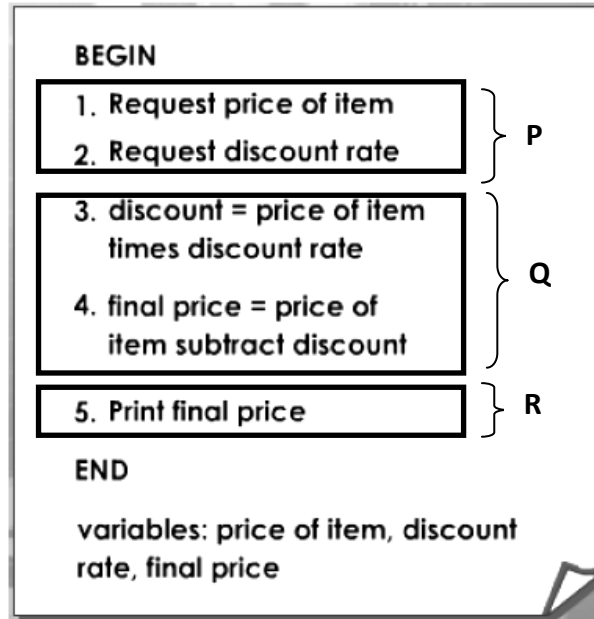 BEGIN
1. Request price of item
P
2. Request discount rate
3. discount = price of item
times discount rate
Q
4. final price = price of
item subtract discount
5. Print final price
R
END
variables: price of item, discount
rate, final price